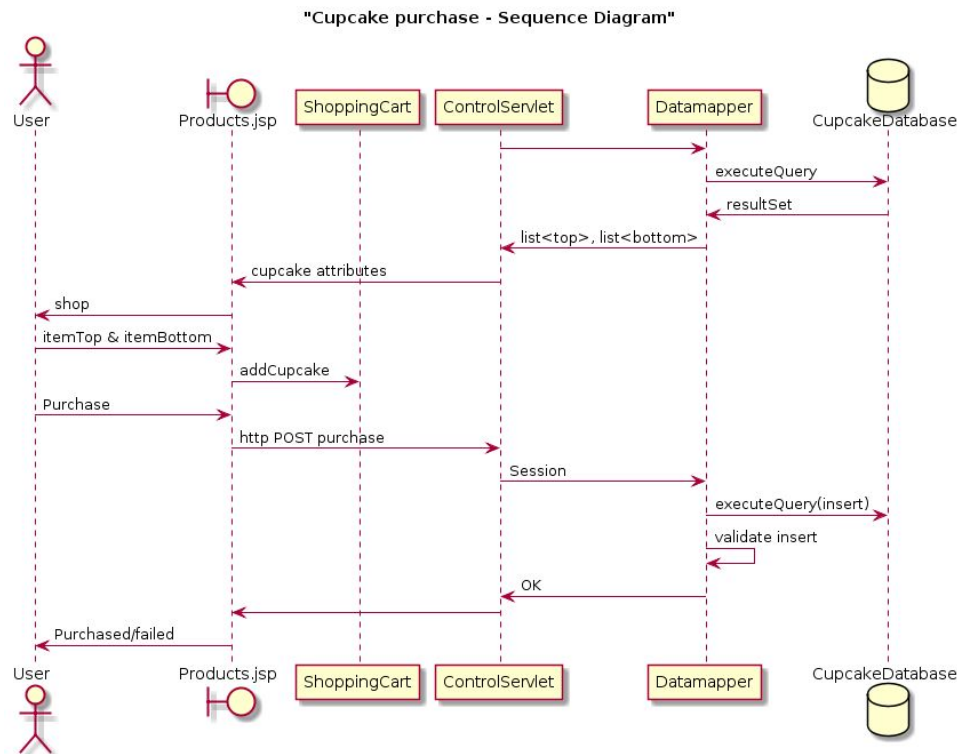 "Cupcake purchase - Sequence Diagram"
User
Products.jsp
ShoppingCart
ControlServlet
Datamapper
CupcakeDatabase
executeQuery
resultSet
list<top>, list<bottom>
cupcake attributes
shop
itemTop & itemBottom
addCupcake
Purchase
http POST purchase
Session
executeQuery(insert)
validate insert
OK
Purchased/failed
User
Products.jsp
ShoppingCart
ControlServlet
Datamapper
CupcakeDatabase